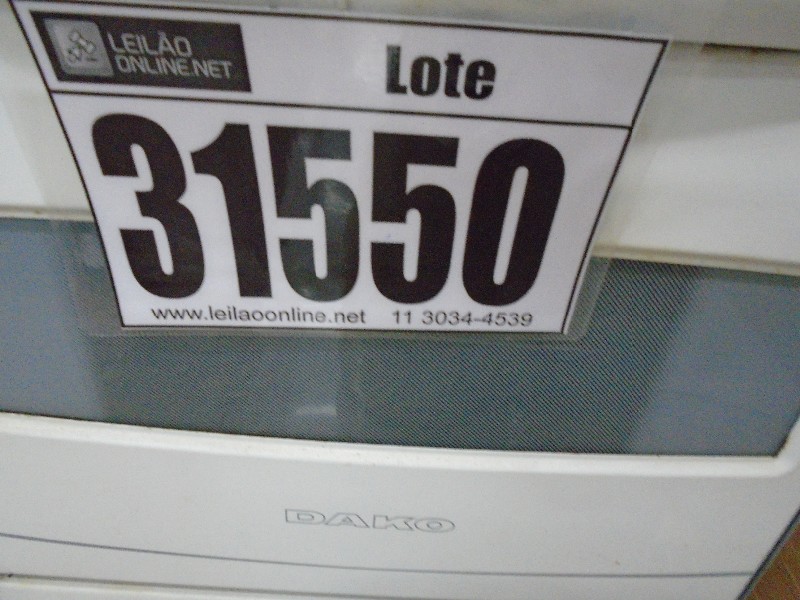 LEILÃO
ONLINE.NET
Lote
31550
www.leilaoonline.net 11 3034-4539
DAKO